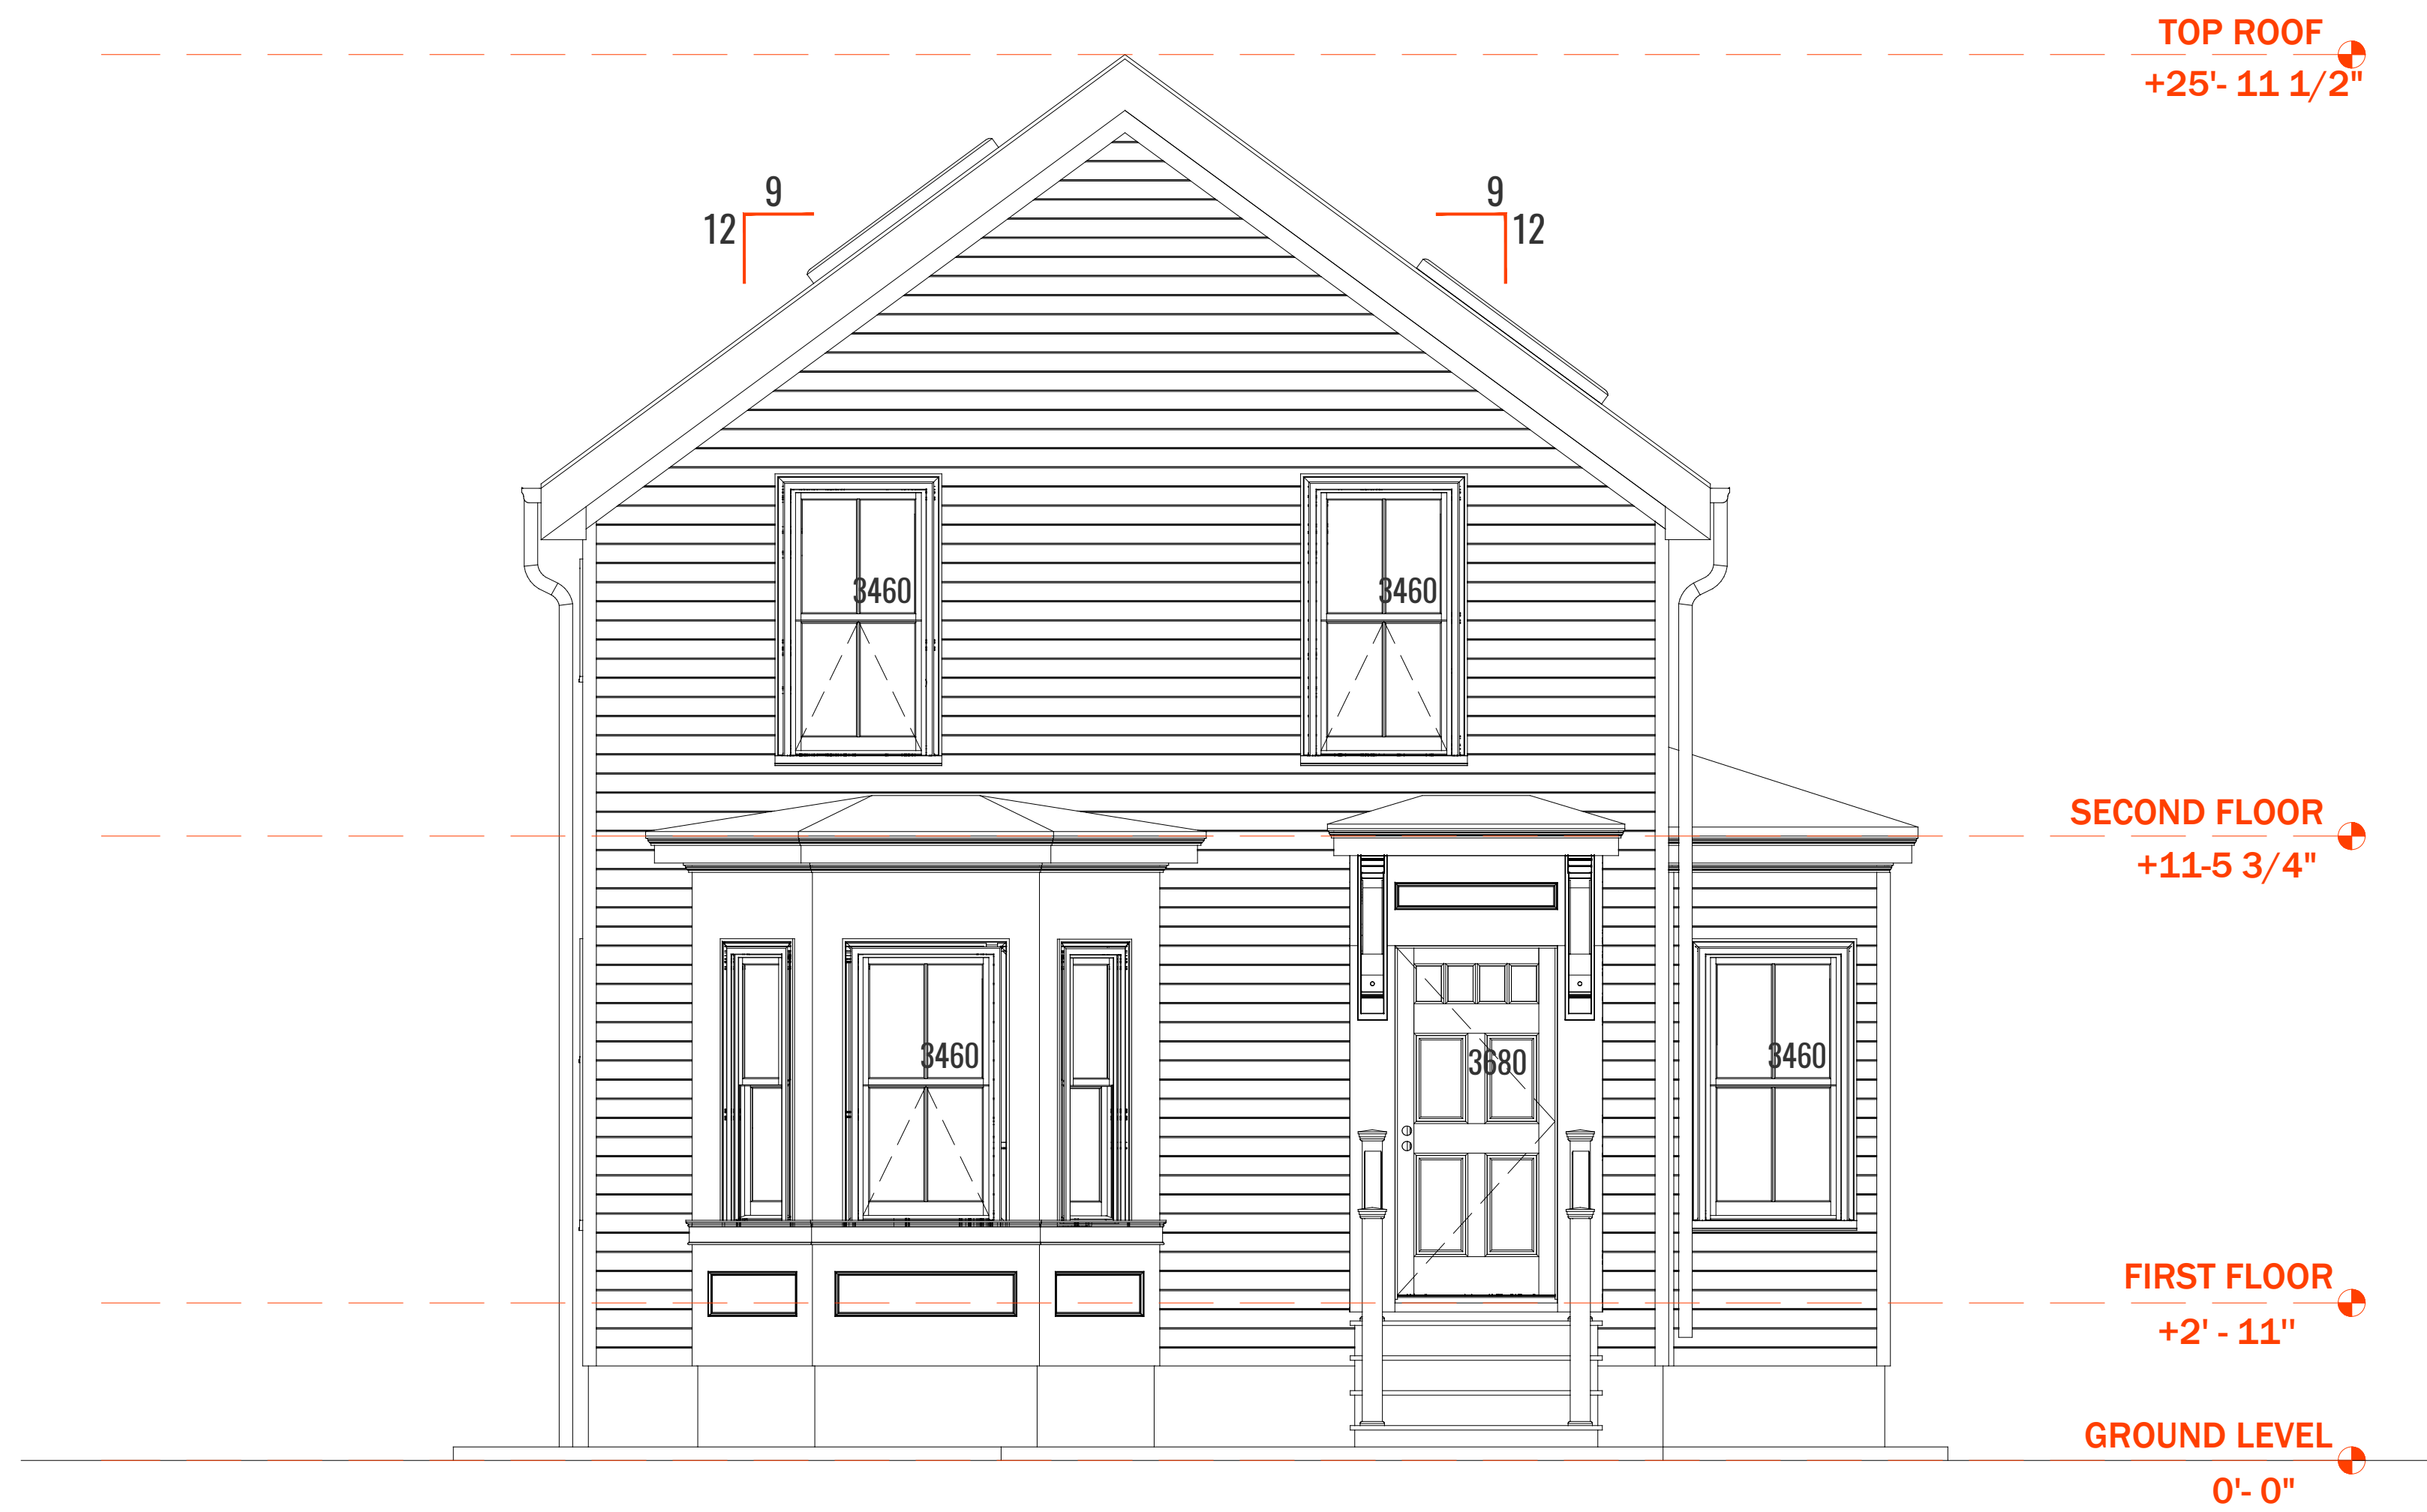 TOP ROOF
+25'- 11 1/2"
9
12
9
12
3460
3460
SECOND FLOOR
+11-5 3/4"
3460
3680
3460
FIRST FLOOR
+2' - 11"
GROUND LEVEL
0'- 0"